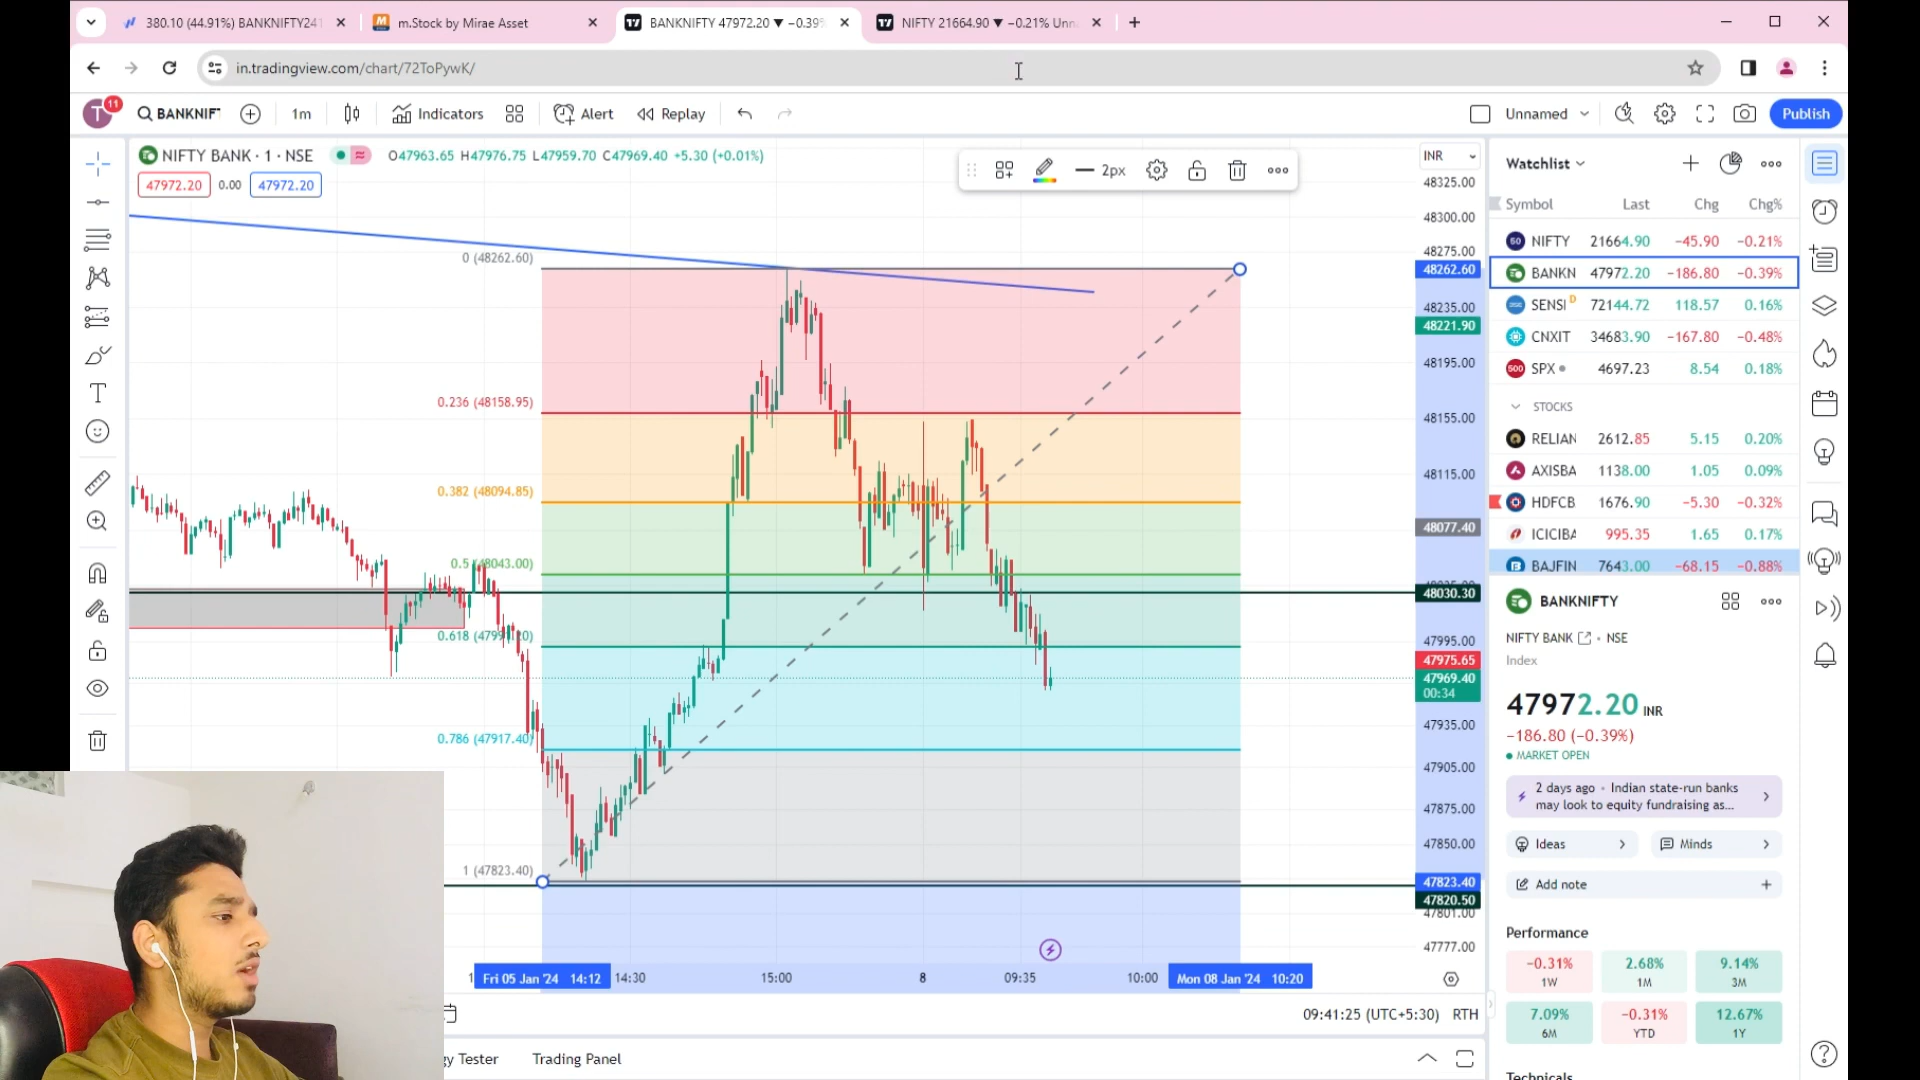 380.10 (44.91%) BANKNIFTY241
m.Stock by Mirae Asset
BANKNIFTY 47972.20 ▼ −0.39%
NIFTY 21664.90 ▼ −0.21% Unn
in.tradingview.com/chart/72ToPywK/
T 11
BANKNIF
1m
Indicators
Alert
Replay
Unnamed
Publish
NIFTY BANK · 1 · NSE
O47963.65 H47976.75 L47959.70 C47969.40 +5.30 (+0.01%)
47972.20 0.00 47972.20
2px
INR
48325.00
48300.00
48275.00
48262.60
48235.00
48221.90
48195.00
48155.00
48115.00
48077.40
48030.30
47995.00
47975.65
47969.40
00:34
47935.00
47905.00
47875.00
47850.00
47823.40
47820.50
47801.00
47777.00
0 (48262.60)
0.236 (48158.95)
0.382 (48094.85)
0.5 (48043.00)
0.786 (47917.40)
1 (47823.40)
Fri 05 Jan '24 14:12
14:30
15:00
8
09:35
10:00
Mon 08 Jan '24 10:20
09:41:25 (UTC+5:30) RTH
gy Tester
Trading Panel
Watchlist
Symbol Last Chg Chg%
NIFTY 21664.90 −45.90 −0.21%
BANKN 47972.20 −186.80 −0.39%
SENSI D 72144.72 118.57 0.16%
CNXIT 34683.90 −167.80 −0.48%
SPX 4697.23 8.54 0.18%
STOCKS
RELIAN 2612.85 5.15 0.20%
AXISBA 1138.00 1.05 0.09%
HDFCB 1676.90 −5.30 −0.32%
ICICIBA 995.35 1.65 0.17%
BAJFIN 7643.00 −68.15 −0.88%
BANKNIFTY
NIFTY BANK · NSE
Index
47972.20 INR
−186.80 (−0.39%)
MARKET OPEN
2 days ago · Indian state-run banks
may look to equity fundraising as...
Ideas
Minds
Add note
Performance
−0.31% 2.68% 9.14%
1W 1M 3M
7.09% −0.31% 12.67%
6M YTD 1Y
Technicals